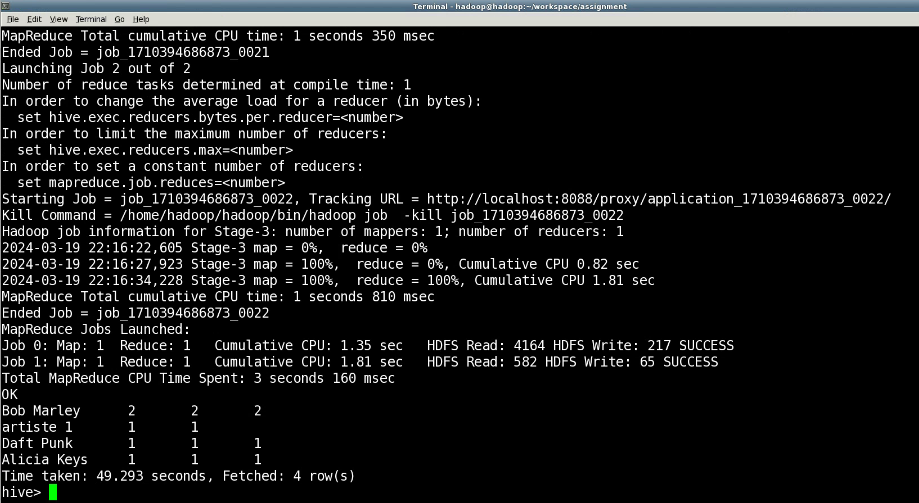 Terminal - hadoop@hadoop:~/workspace/assignment
File Edit View Terminal Go Help
MapReduce Total cumulative CPU time: 1 seconds 350 msec
Ended Job = job_1710394686873_0021
Launching Job 2 out of 2
Number of reduce tasks determined at compile time: 1
In order to change the average load for a reducer (in bytes):
  set hive.exec.reducers.bytes.per.reducer=<number>
In order to limit the maximum number of reducers:
  set hive.exec.reducers.max=<number>
In order to set a constant number of reducers:
  set mapreduce.job.reduces=<number>
Starting Job = job_1710394686873_0022, Tracking URL = http://localhost:8088/proxy/application_1710394686873_0022/
Kill Command = /home/hadoop/hadoop/bin/hadoop job  -kill job_1710394686873_0022
Hadoop job information for Stage-3: number of mappers: 1; number of reducers: 1
2024-03-19 22:16:22,605 Stage-3 map = 0%,  reduce = 0%
2024-03-19 22:16:27,923 Stage-3 map = 100%,  reduce = 0%, Cumulative CPU 0.82 sec
2024-03-19 22:16:34,228 Stage-3 map = 100%,  reduce = 100%, Cumulative CPU 1.81 sec
MapReduce Total cumulative CPU time: 1 seconds 810 msec
Ended Job = job_1710394686873_0022
MapReduce Jobs Launched:
Job 0: Map: 1  Reduce: 1   Cumulative CPU: 1.35 sec   HDFS Read: 4164 HDFS Write: 217 SUCCESS
Job 1: Map: 1  Reduce: 1   Cumulative CPU: 1.81 sec   HDFS Read: 582 HDFS Write: 65 SUCCESS
Total MapReduce CPU Time Spent: 3 seconds 160 msec
OK
Bob Marley      2       2       2
artiste 1       1       1
Daft Punk       1       1       1
Alicia Keys     1       1       1
Time taken: 49.293 seconds, Fetched: 4 row(s)
hive>